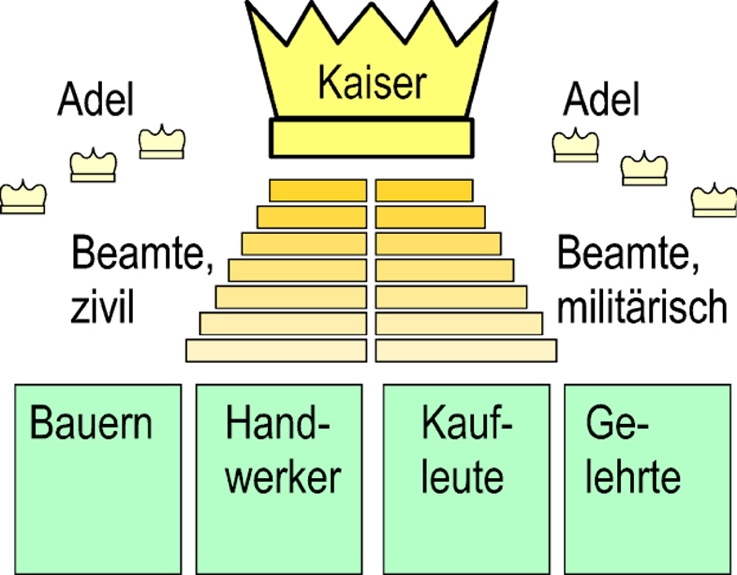 Kaiser
Adel
Adel
Beamte,
zivil
Beamte,
militärisch
Bauern
Hand-
werker
Kauf-
leute
Ge-
lehrte